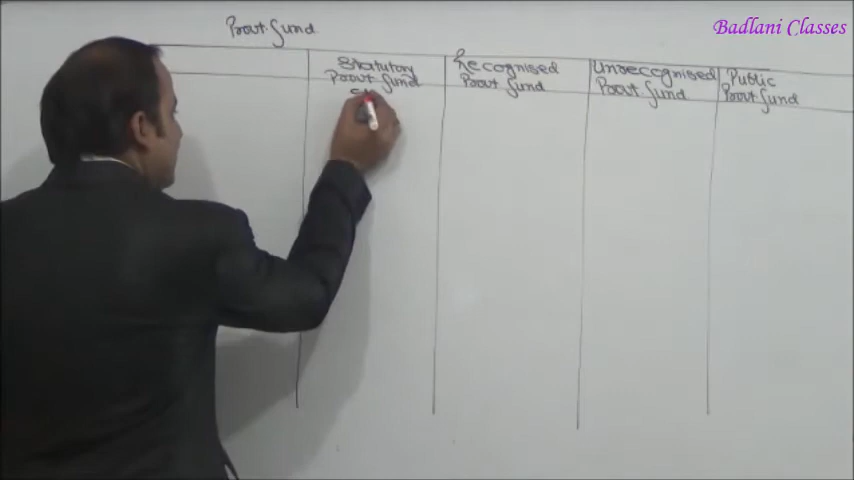 Badlani Classes
Provt. Fund
Statutory
Provt Fund
Recognised
Provt Fund
Unrecognised
Provt Fund
Public
Provt Fund